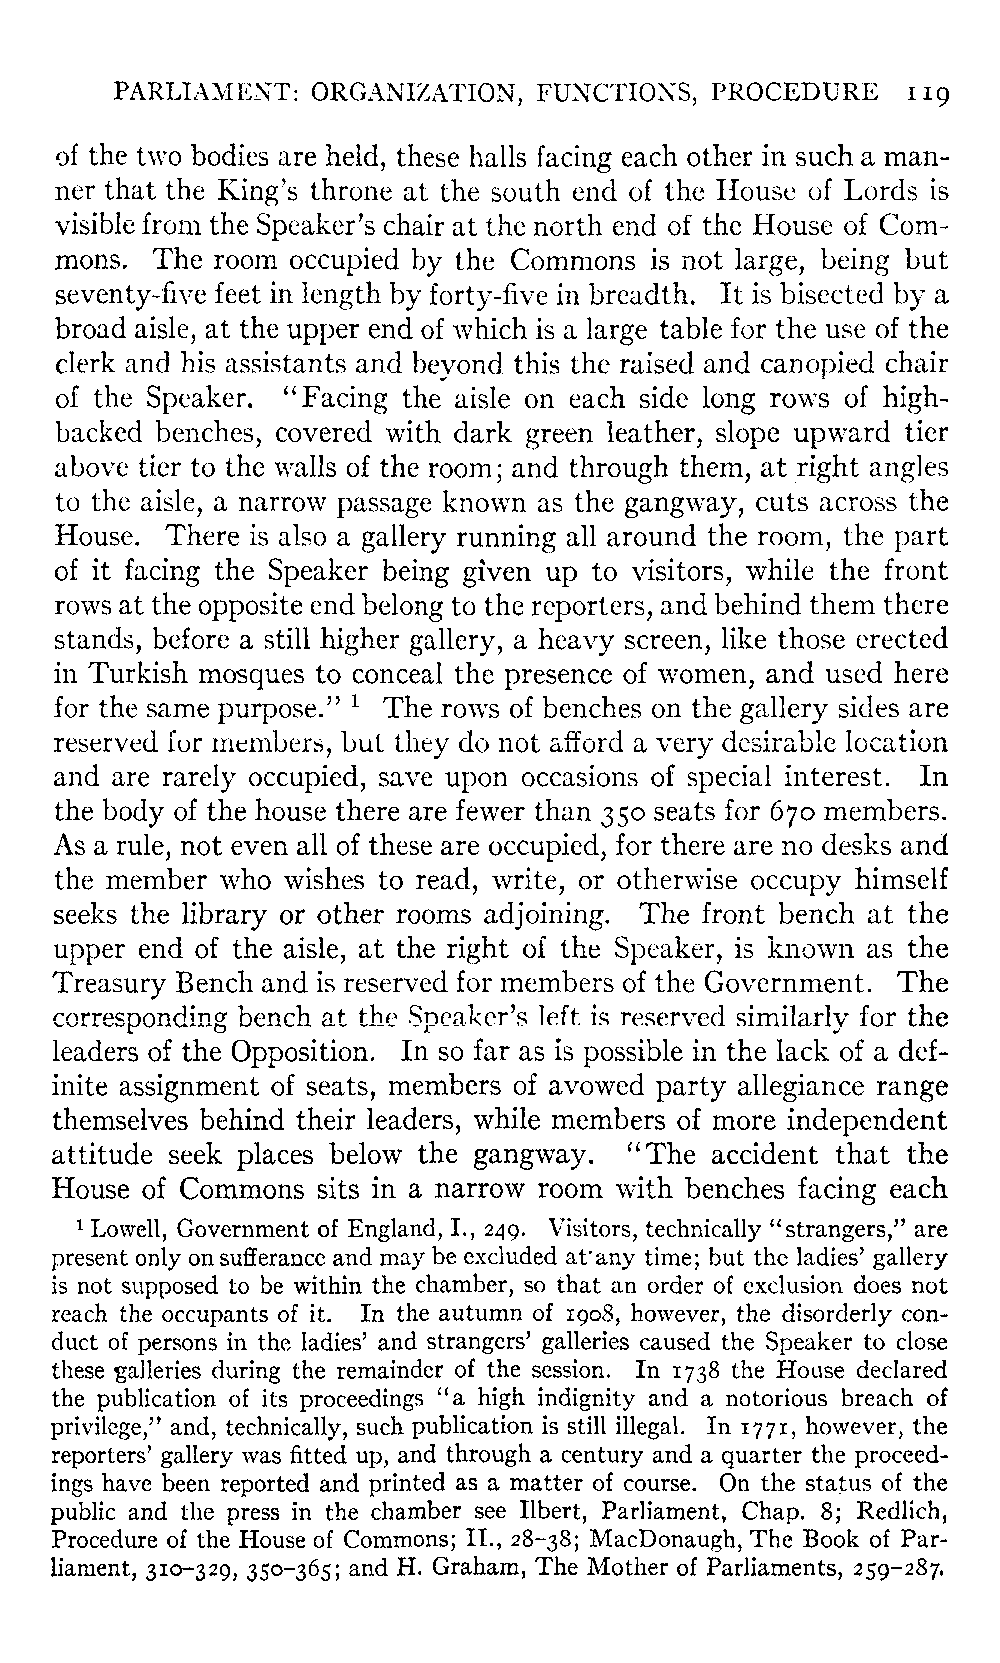 PARLIAMENT: ORGANIZATION, FUNCTIONS, PROCEDURE 119
of the two bodies are held, these halls facing each other in such a man-
ner that the King's throne at the south end of the House of Lords is
visible from the Speaker's chair at the north end of the House of Com-
mons. The room occupied by the Commons is not large, being but
seventy-five feet in length by forty-five in breadth. It is bisected by a
broad aisle, at the upper end of which is a large table for the use of the
clerk and his assistants and beyond this the raised and canopied chair
of the Speaker. "Facing the aisle on each side long rows of high-
backed benches, covered with dark green leather, slope upward tier
above tier to the walls of the room; and through them, at right angles
to the aisle, a narrow passage known as the gangway, cuts across the
House. There is also a gallery running all around the room, the part
of it facing the Speaker being given up to visitors, while the front
rows at the opposite end belong to the reporters, and behind them there
stands, before a still higher gallery, a heavy screen, like those erected
in Turkish mosques to conceal the presence of women, and used here
for the same purpose." ¹ The rows of benches on the gallery sides are
reserved for members, but they do not afford a very desirable location
and are rarely occupied, save upon occasions of special interest. In
the body of the house there are fewer than 350 seats for 670 members.
As a rule, not even all of these are occupied, for there are no desks and
the member who wishes to read, write, or otherwise occupy himself
seeks the library or other rooms adjoining. The front bench at the
upper end of the aisle, at the right of the Speaker, is known as the
Treasury Bench and is reserved for members of the Government. The
corresponding bench at the Speaker's left is reserved similarly for the
leaders of the Opposition. In so far as is possible in the lack of a def-
inite assignment of seats, members of avowed party allegiance range
themselves behind their leaders, while members of more independent
attitude seek places below the gangway. "The accident that the
House of Commons sits in a narrow room with benches facing each
¹ Lowell, Government of England, I., 249. Visitors, technically "strangers," are
present only on sufferance and may be excluded at any time; but the ladies' gallery
is not supposed to be within the chamber, so that an order of exclusion does not
reach the occupants of it. In the autumn of 1908, however, the disorderly con-
duct of persons in the ladies' and strangers' galleries caused the Speaker to close
these galleries during the remainder of the session. In 1738 the House declared
the publication of its proceedings "a high indignity and a notorious breach of
privilege," and, technically, such publication is still illegal. In 1771, however, the
reporters' gallery was fitted up, and through a century and a quarter the proceed-
ings have been reported and printed as a matter of course. On the status of the
public and the press in the chamber see Ilbert, Parliament, Chap. 8; Redlich,
Procedure of the House of Commons; II., 28–38; MacDonaugh, The Book of Par-
liament, 310–329, 350–365; and H. Graham, The Mother of Parliaments, 259–287.